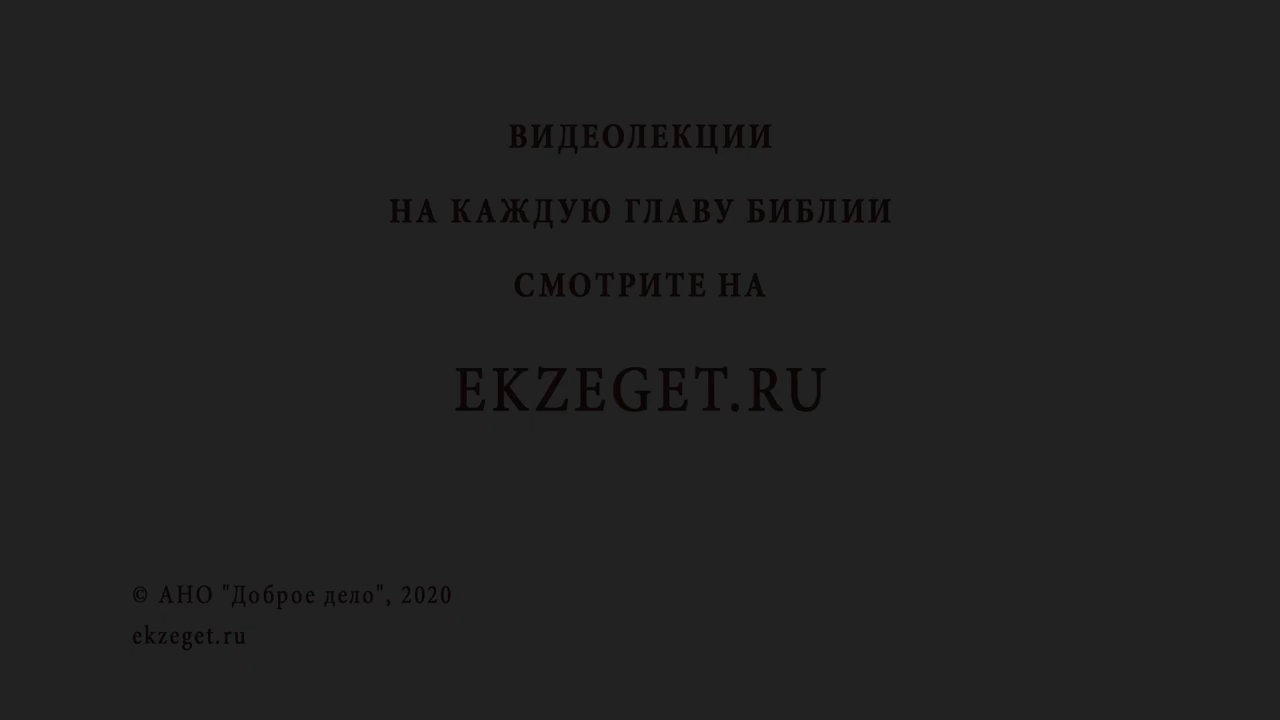 ВИДЕОЛЕКЦИИ
НА КАЖДУЮ ГЛАВУ БИБЛИИ
СМОТРИТЕ НА
EKZEGET.RU
© АНО "Доброе дело", 2020
ekzeget.ru